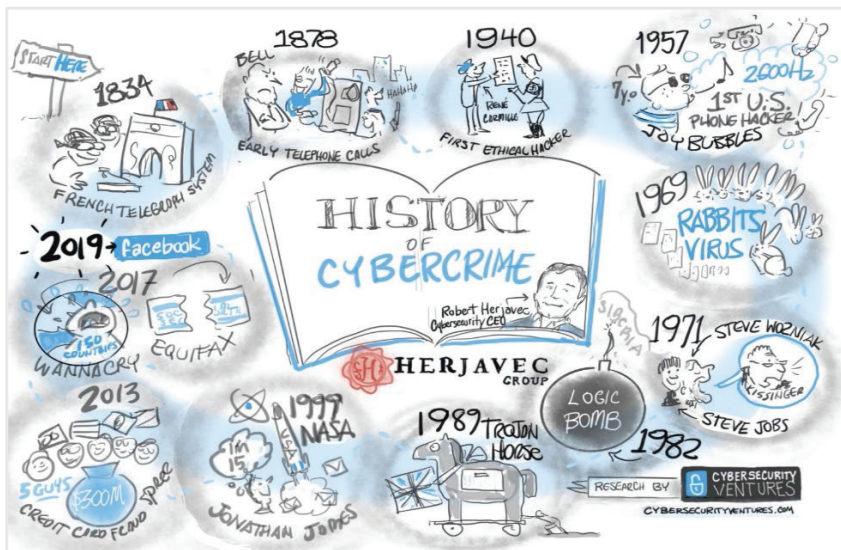 START HERE
1834
FRENCH TELEGRAPH SYSTEM
1878
BELL
HAHAHA
EARLY TELEPHONE CALLS
1940
RENÉ
CARMILLE
FIRST ETHICAL HACKER
1957
7y.o
2600Hz
1ST U.S.
PHONE HACKER
JOY BUBBLES
1969
RABBITS
VIRUS
1971
STEVE WOZNIAK
KISSINGER
STEVE JOBS
SIBERIA
LOGIC
BOMB
1982
1989
TROJAN
HORSE
1999
NASA
USA
I'm
15
JONATHAN JAMES
2013
5 GUYS
$300M
CREDIT CARD FRAUD SPREE
2017
150
COUNTRIES
WANNACRY
EQUIFAX
2019
facebook
HISTORY
OF
CYBERCRIME
Robert Herjavec
Cybersecurity CEO
H
HERJAVEC
GROUP
RESEARCH BY
CYBERSECURITY
VENTURES
CYBERSECURITYVENTURES.COM